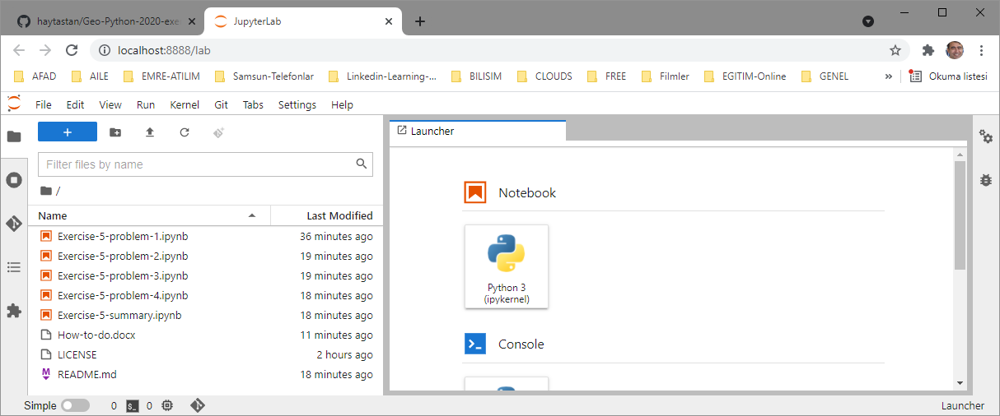 haytastan/Geo-Python-2020-exe
JupyterLab
localhost:8888/lab
AFAD AILE EMRE-ATILIM Samsun-Telefonlar Linkedin-Learning-... BILISIM CLOUDS FREE Filmler EGITIM-Online GENEL » Okuma listesi
File Edit View Run Kernel Git Tabs Settings Help
+
Launcher
Filter files by name
/
Name Last Modified
Exercise-5-problem-1.ipynb 36 minutes ago
Exercise-5-problem-2.ipynb 19 minutes ago
Exercise-5-problem-3.ipynb 19 minutes ago
Exercise-5-problem-4.ipynb 18 minutes ago
Exercise-5-summary.ipynb 18 minutes ago
How-to-do.docx 11 minutes ago
LICENSE 2 hours ago
README.md 18 minutes ago
Notebook
Python 3
(ipykernel)
Console
Simple 0 $_ 0 Launcher